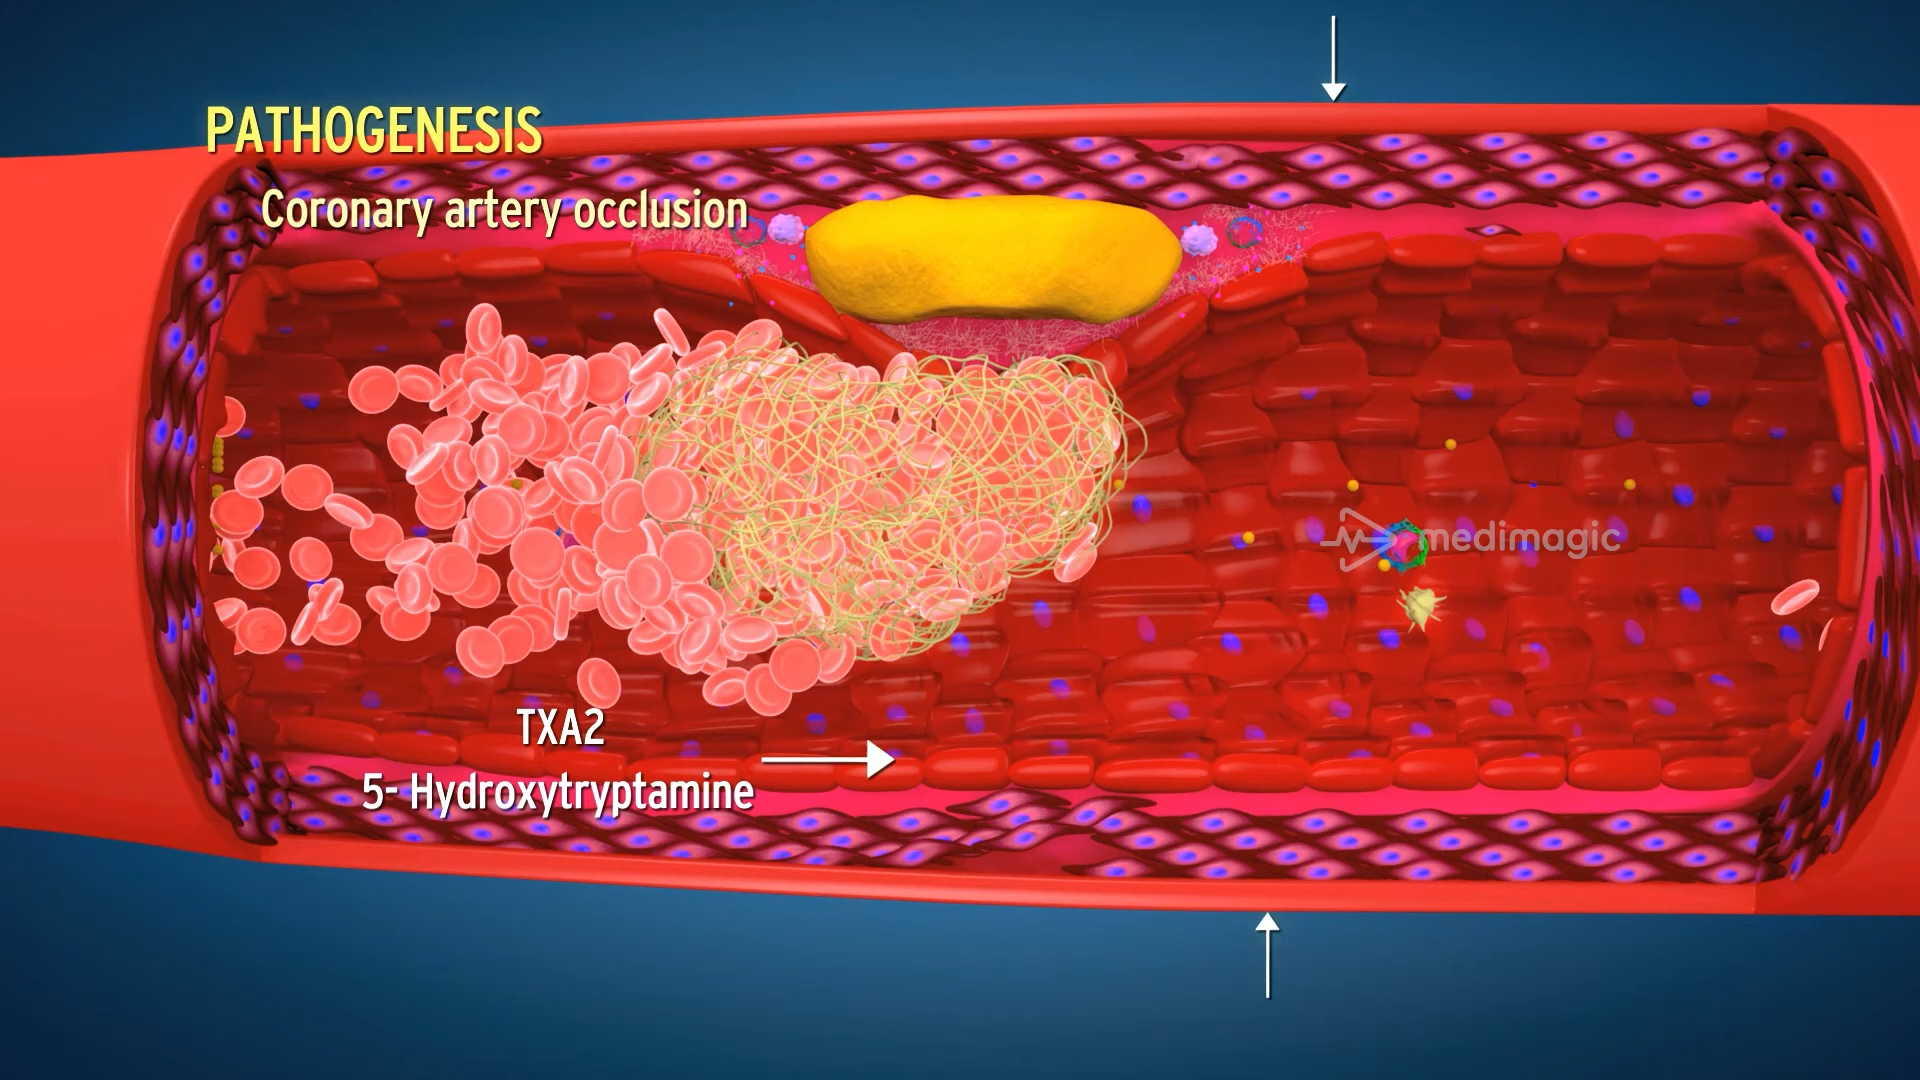 PATHOGENESIS
Coronary artery occlusion
medimagic
TXA2
5- Hydroxytryptamine